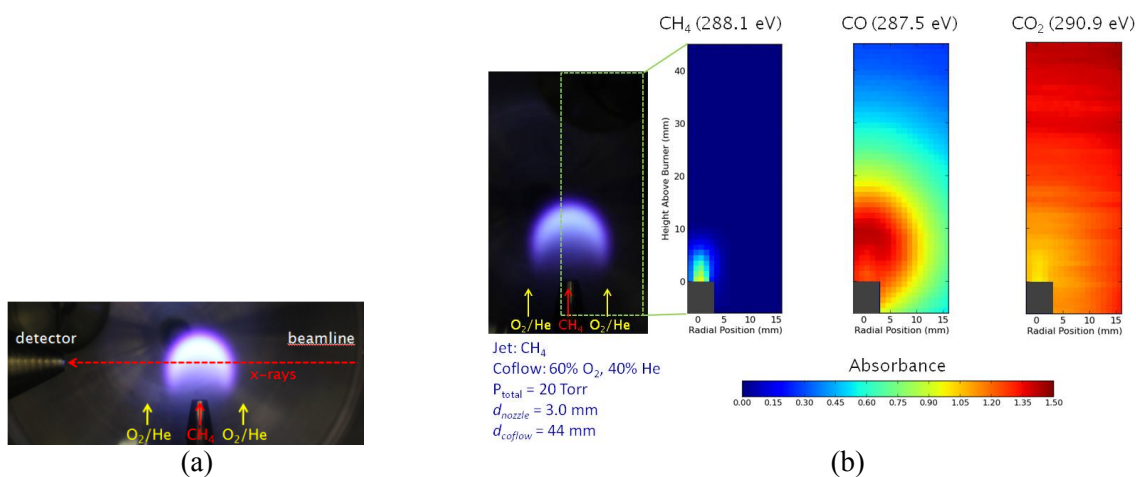 CH₄ (288.1 eV) CO (287.5 eV) CO₂ (290.9 eV)
40
30
20
10
0
Height Above Burner (mm)
0 5 10 15
Radial Position (mm)
0 5 10 15
Radial Position (mm)
0 5 10 15
Radial Position (mm)
O₂/He CH₄ O₂/He
Jet: CH₄
Coflow: 60% O₂, 40% He
P_total = 20 Torr
d_nozzle = 3.0 mm
d_coflow = 44 mm
Absorbance
0.00 0.15 0.30 0.45 0.60 0.75 0.90 1.05 1.20 1.35 1.50
detector beamline
x-rays
O₂/He CH₄ O₂/He
(a) (b)